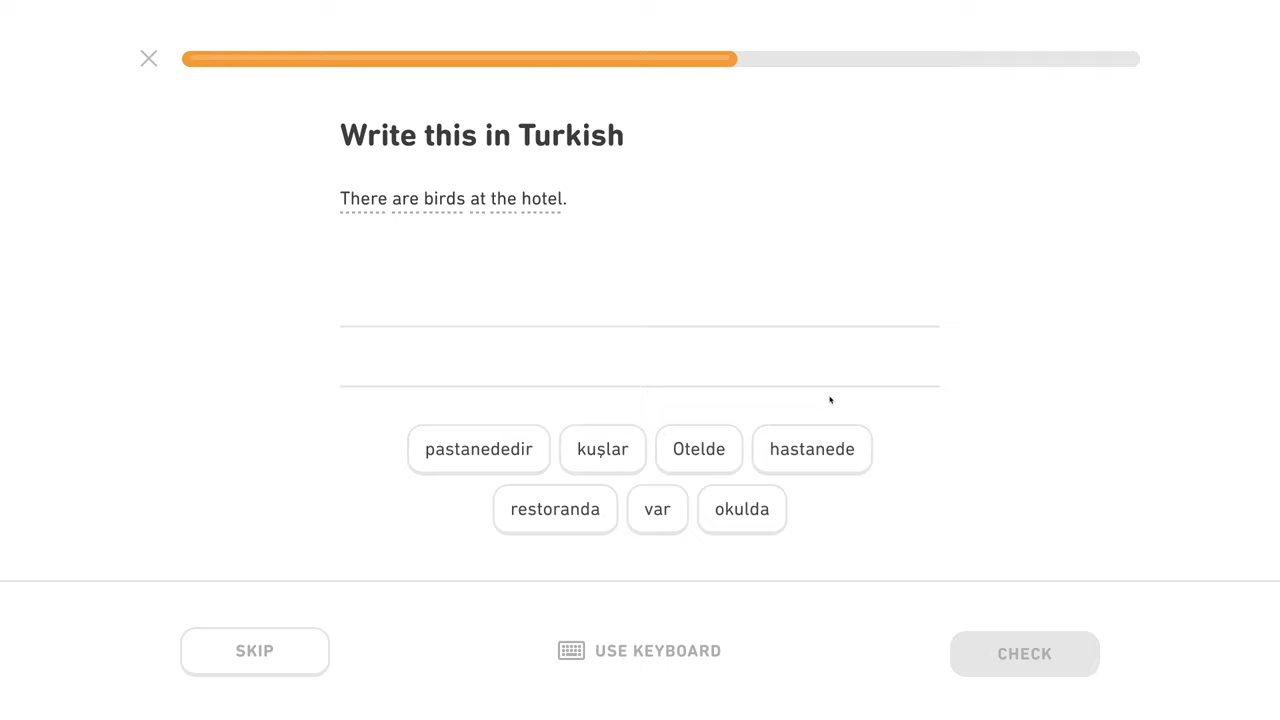 Write this in Turkish
There are birds at the hotel.
pastanededir kuşlar Otelde hastanede
restoranda var okulda
SKIP USE KEYBOARD CHECK